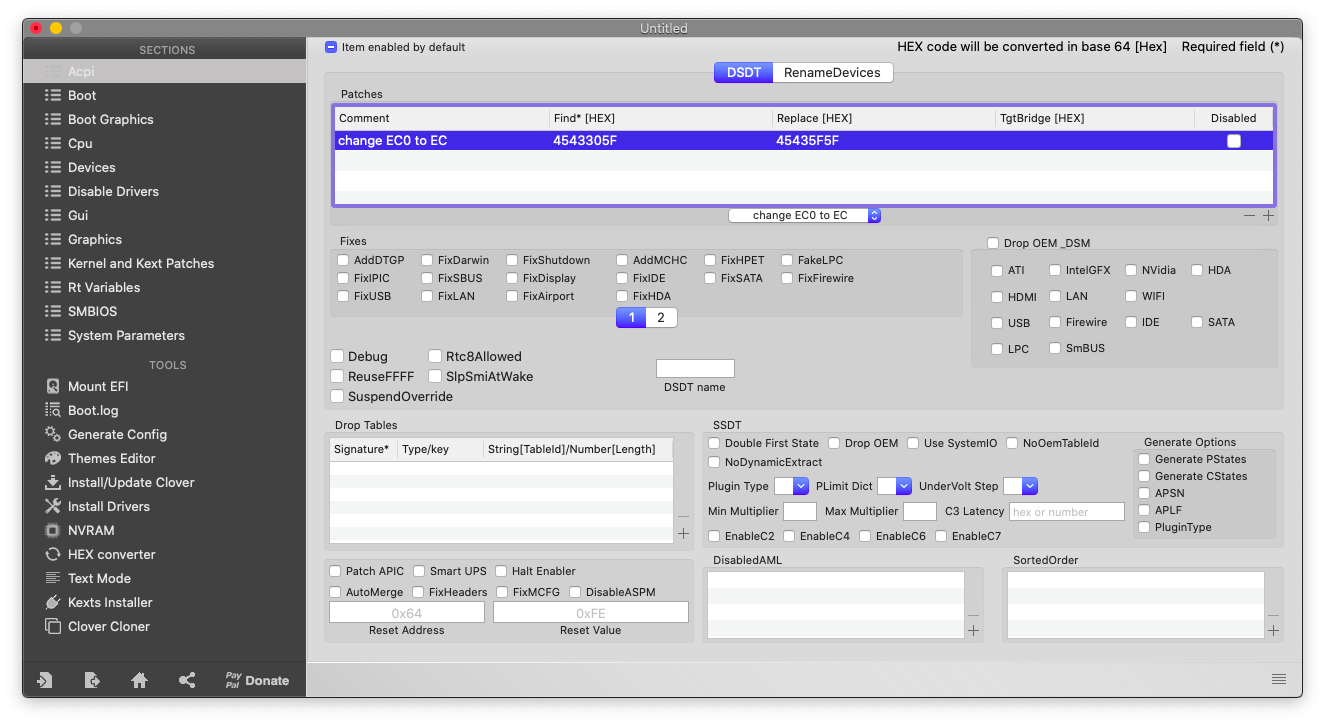 Untitled
SECTIONS
Acpi
Boot
Boot Graphics
Cpu
Devices
Disable Drivers
Gui
Graphics
Kernel and Kext Patches
Rt Variables
SMBIOS
System Parameters
TOOLS
Mount EFI
Boot.log
Generate Config
Themes Editor
Install/Update Clover
Install Drivers
NVRAM
HEX converter
Text Mode
Kexts Installer
Clover Cloner
Pay
Pal Donate
Item enabled by default
HEX code will be converted in base 64 [Hex] Required field (*)
DSDT RenameDevices
Patches
Comment Find* [HEX] Replace [HEX] TgtBridge [HEX] Disabled
change EC0 to EC 4543305F 45435F5F
change EC0 to EC
Fixes
AddDTGP FixDarwin FixShutdown AddMCHC FixHPET FakeLPC
FixIPIC FixSBUS FixDisplay FixIDE FixSATA FixFirewire
FixUSB FixLAN FixAirport FixHDA
1 2
Drop OEM _DSM
ATI IntelGFX NVidia HDA
HDMI LAN WIFI
USB Firewire IDE SATA
LPC SmBUS
Debug Rtc8Allowed
ReuseFFFF SlpSmiAtWake
SuspendOverride
DSDT name
Drop Tables
Signature* Type/key String[TableId]/Number[Length]
SSDT
Double First State Drop OEM Use SystemIO NoOemTableId
NoDynamicExtract
Plugin Type PLimit Dict UnderVolt Step
Min Multiplier Max Multiplier C3 Latency hex or number
EnableC2 EnableC4 EnableC6 EnableC7
Generate Options
Generate PStates
Generate CStates
APSN
APLF
PluginType
Patch APIC Smart UPS Halt Enabler
AutoMerge FixHeaders FixMCFG DisableASPM
0x64 0xFE
Reset Address Reset Value
DisabledAML
SortedOrder